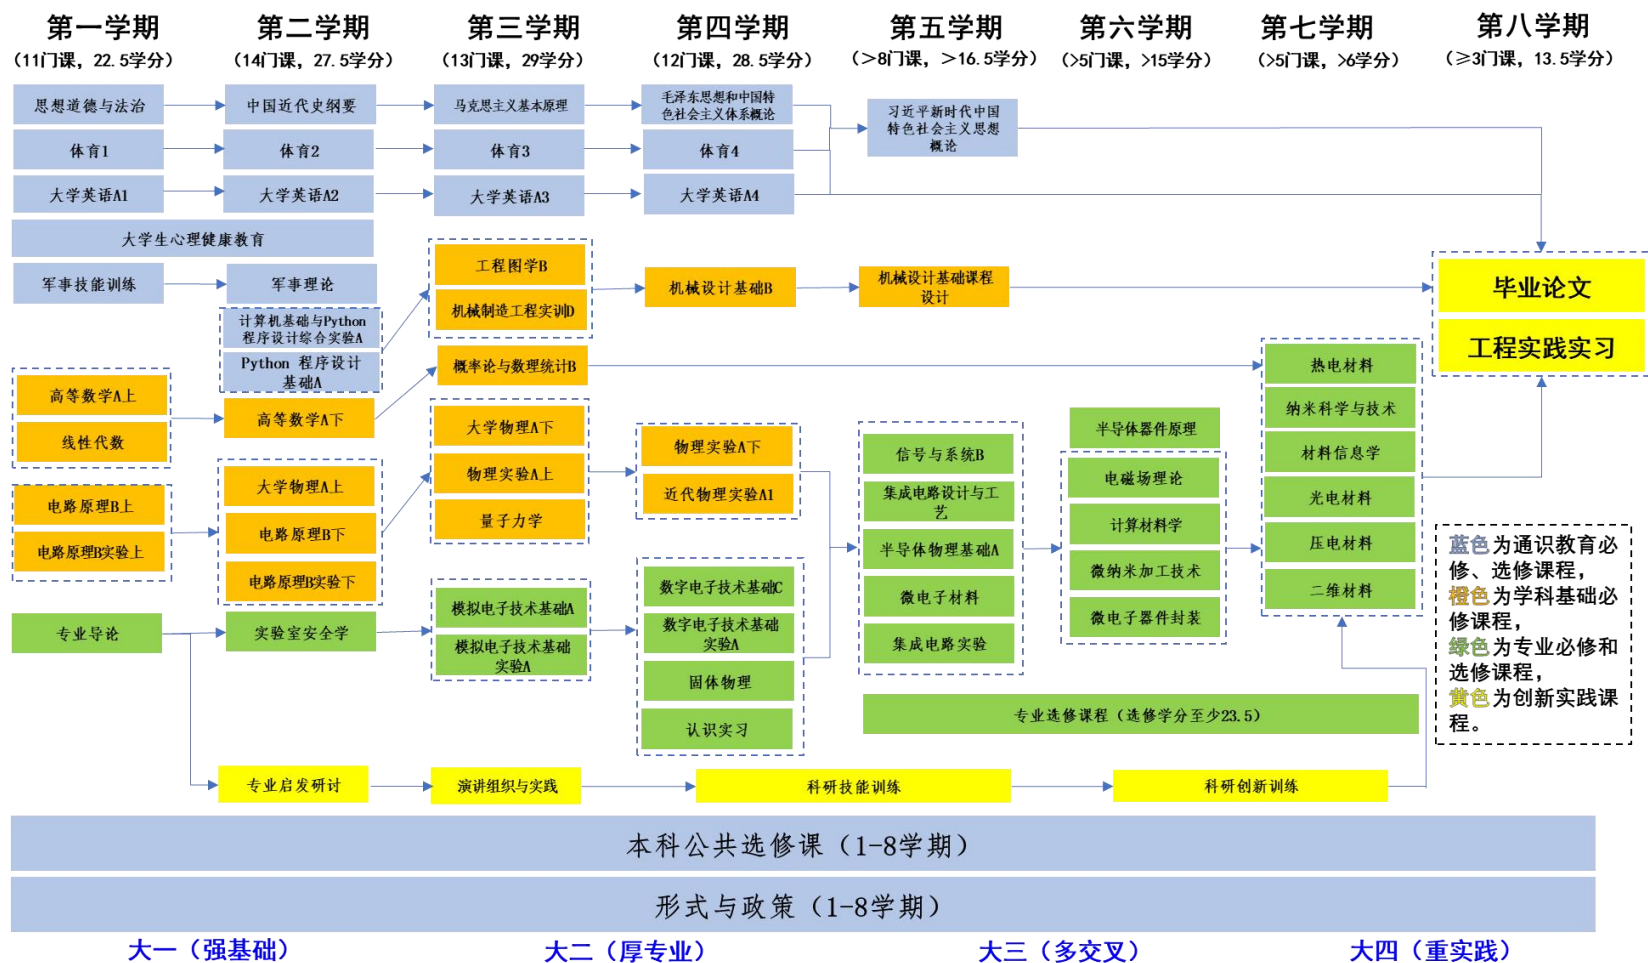 第一学期
(11门课，22.5学分)
第二学期
(14门课，27.5学分)
第三学期
(13门课，29学分)
第四学期
(12门课，28.5学分)
第五学期
(>8门课，>16.5学分)
第六学期
(>5门课，>15学分)
第七学期
(>5门课，>6学分)
第八学期
(≥3门课，13.5学分)
思想道德与法治
中国近代史纲要
马克思主义基本原理
毛泽东思想和中国特
色社会主义体系概论
习近平新时代中国
特色社会主义思想
概论
体育1
体育2
体育3
体育4
大学英语A1
大学英语A2
大学英语A3
大学英语A4
大学生心理健康教育
军事技能训练
军事理论
计算机基础与Python
程序设计综合实验A
Python 程序设计
基础A
工程图学B
机械制造工程实训D
机械设计基础B
机械设计基础课程
设计
毕业论文
工程实践实习
高等数学A上
线性代数
高等数学A下
概率论与数理统计B
电路原理B上
电路原理B实验上
大学物理A上
电路原理B下
电路原理B实验下
大学物理A下
物理实验A上
量子力学
物理实验A下
近代物理实验A1
专业导论
实验室安全学
模拟电子技术基础A
模拟电子技术基础
实验A
数字电子技术基础C
数字电子技术基础
实验A
固体物理
认识实习
信号与系统B
集成电路设计与工
艺
半导体物理基础A
微电子材料
集成电路实验
半导体器件原理
电磁场理论
计算材料学
微纳米加工技术
微电子器件封装
热电材料
纳米科学与技术
材料信息学
光电材料
压电材料
二维材料
专业选修课程（选修学分至少23.5）
蓝色为通识教育必
修、选修课程，
橙色为学科基础必
修课程，
绿色为专业必修和
选修课程，
黄色为创新实践课
程。
专业启发研讨
演讲组织与实践
科研技能训练
科研创新训练
本科公共选修课（1-8学期）
形式与政策（1-8学期）
大一（强基础）
大二（厚专业）
大三（多交叉）
大四（重实践）